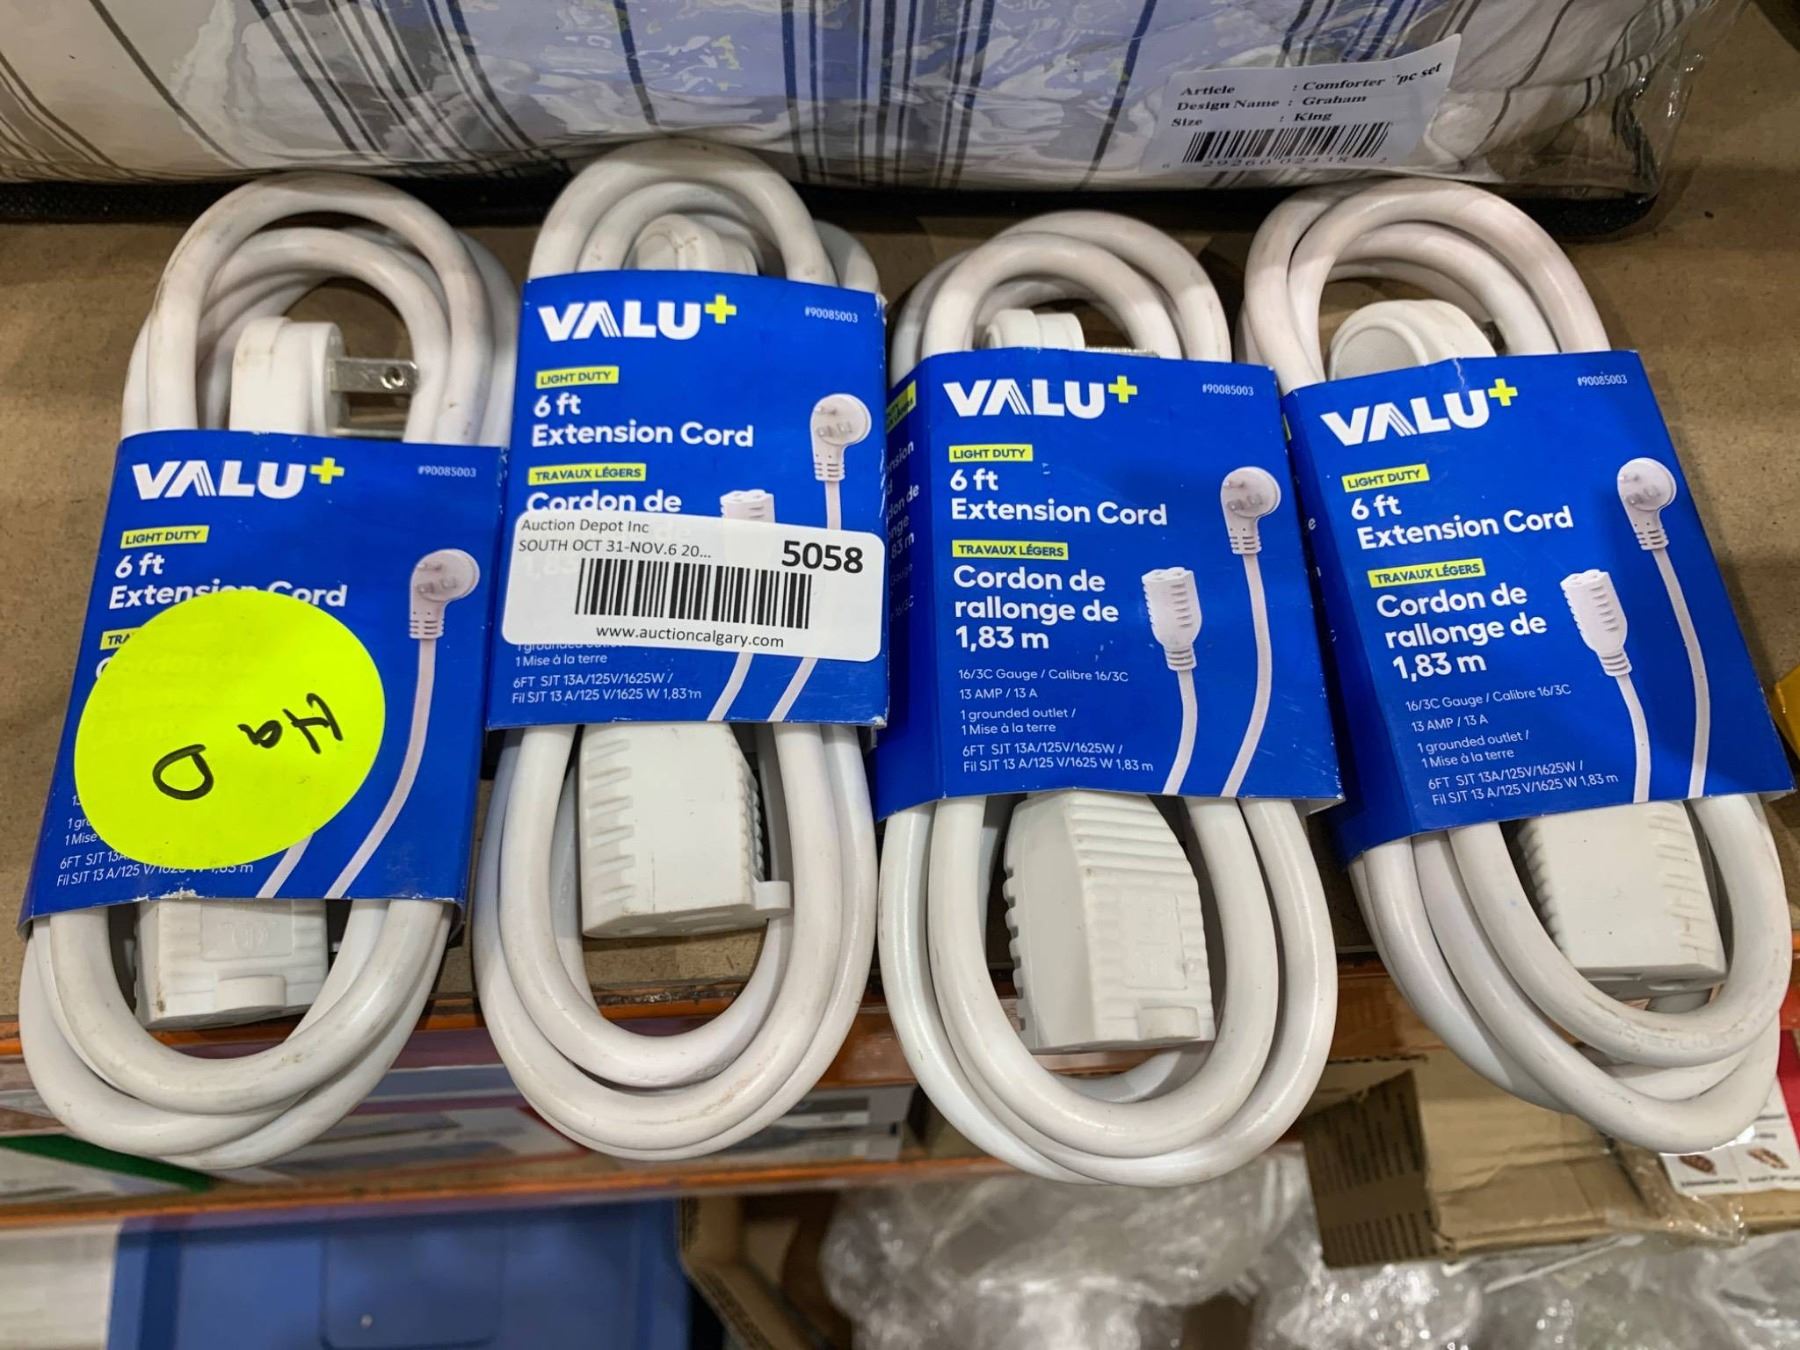 Article : Comforter 7pc set
Design Name : Graham
Size : King
VALU+
#90085003
LIGHT DUTY
6 ft
Extension Cord
6FT SJT 13A
Fil SJT 13 A/125 V/1625 W 1,83 m
HaD
VALU+
#90085003
LIGHT DUTY
6 ft
Extension Cord
TRAVAUX LÉGERS
Cordon de
Auction Depot Inc
SOUTH OCT 31-NOV.6 20...
5058
www.auctioncalgary.com
1 grounded outlet
1 Mise à la terre
6FT SJT 13A/125V/1625W /
Fil SJT 13 A/125 V/1625 W 1,83 m
VALU+
#90085003
LIGHT DUTY
6 ft
Extension Cord
TRAVAUX LÉGERS
Cordon de
rallonge de
1,83 m
16/3C Gauge / Calibre 16/3C
13 AMP / 13 A
1 grounded outlet /
1 Mise à la terre
6FT SJT 13A/125V/1625W /
Fil SJT 13 A/125 V/1625 W 1,83 m
VALU+
#90085003
LIGHT DUTY
6 ft
Extension Cord
TRAVAUX LÉGERS
Cordon de
rallonge de
1,83 m
16/3C Gauge / Calibre 16/3C
13 AMP / 13 A
1 grounded outlet /
1 Mise à la terre
6FT SJT 13A/125V/1625W /
Fil SJT 13 A/125 V/1625 W 1,83 m